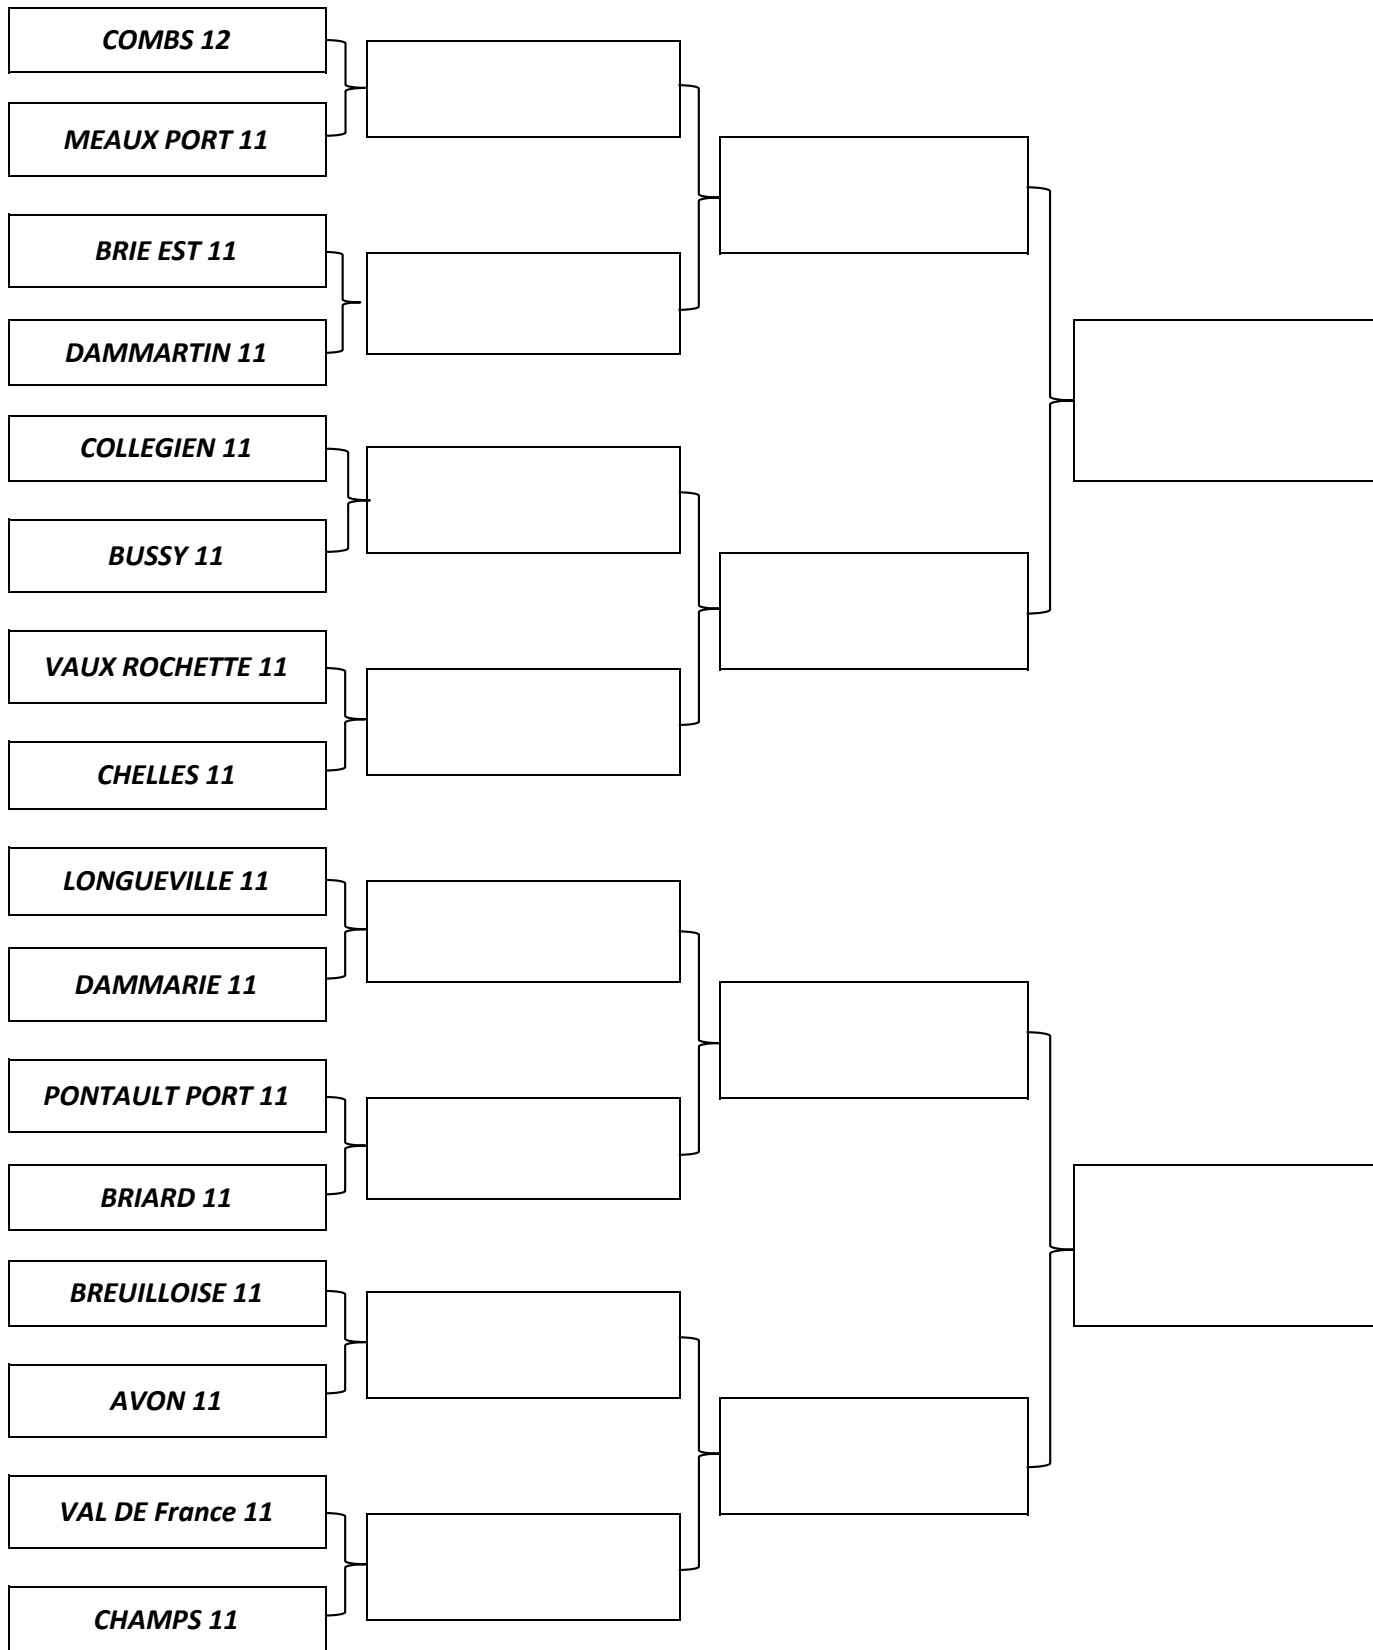 COMBS 12
MEAUX PORT 11
BRIE EST 11
DAMMARTIN 11
COLLEGIEN 11
BUSSY 11
VAUX ROCHETTE 11
CHELLES 11
LONGUEVILLE 11
DAMMARIE 11
PONTAULT PORT 11
BRIARD 11
BREUILLOISE 11
AVON 11
VAL DE France 11
CHAMPS 11